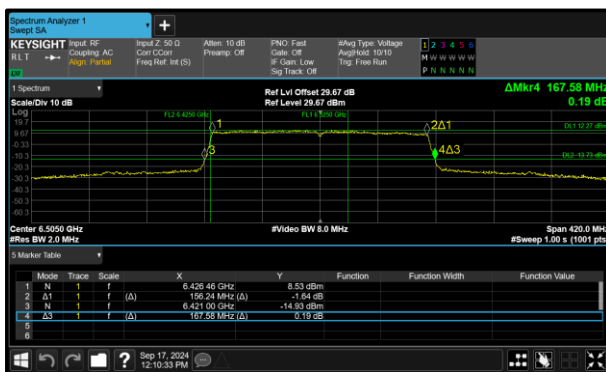 Spectrum Analyzer 1
Swept SA
KEYSIGHT Input: RF Input Z: 50 Ω Atten: 10 dB PNO: Fast #Avg Type: Voltage 1 2 3 4 5 6
RLT Coupling: AC Corr CCorr Preamp: Off Gate: Off Avg|Hold: 10/10 M W W W W W
Align: Partial Freq Ref: Int (S) IF Gain: Low Trig: Free Run
Sig Track: Off P N N N N N
1 Spectrum Ref Lvl Offset 29.67 dB ΔMkr4 167.58 MHz
Scale/Div 10 dB Ref Level 29.67 dBm 0.19 dB
Log FL2 6.4250 GHz
19.7 1 2Δ1 DL1 12.27 dBm
9.67
-0.33 3 4Δ3
-10.3 DL2 -13.73 dBm
-20.3
-30.3
-40.3
-50.3
-60.3
Center 6.5050 GHz #Video BW 8.0 MHz Span 420.0 MHz
#Res BW 2.0 MHz #Sweep 1.00 s (1001 pts)
5 Marker Table
Mode Trace Scale X Y Function Function Width Function Value
1 N 1 f 6.426 46 GHz 8.53 dBm
2 Δ1 1 f (Δ) 156.24 MHz (Δ) -1.64 dB
3 N 1 f 6.421 00 GHz -14.93 dBm
4 Δ3 1 f (Δ) 167.58 MHz (Δ) 0.19 dB
5
6
? Sep 17, 2024
12:10:33 PM